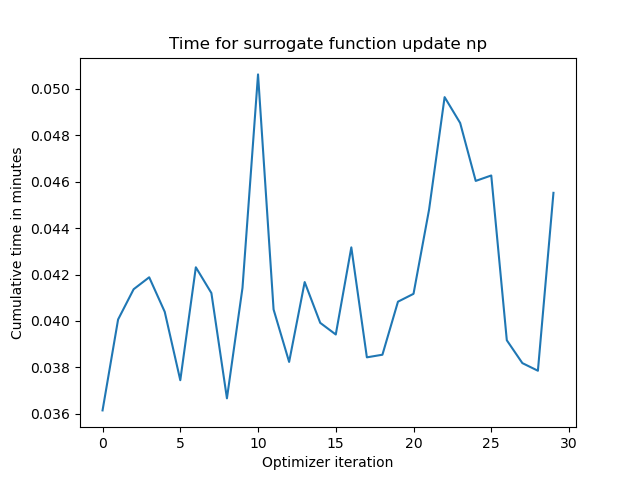 Time for surrogate function update np
Cumulative time in minutes
0.050
0.048
0.046
0.044
0.042
0.040
0.038
0.036
0 5 10 15 20 25 30
Optimizer iteration